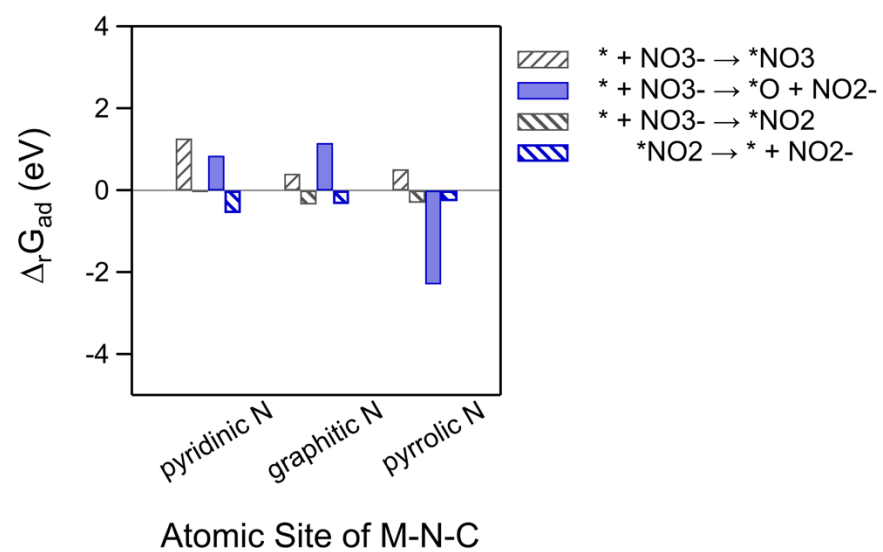 4
2
0
-2
-4
ΔrGad (eV)
pyridinic N
graphitic N
pyrrolic N
Atomic Site of M-N-C
* + NO3- → *NO3
* + NO3- → *O + NO2-
* + NO3- → *NO2
*NO2 → * + NO2-